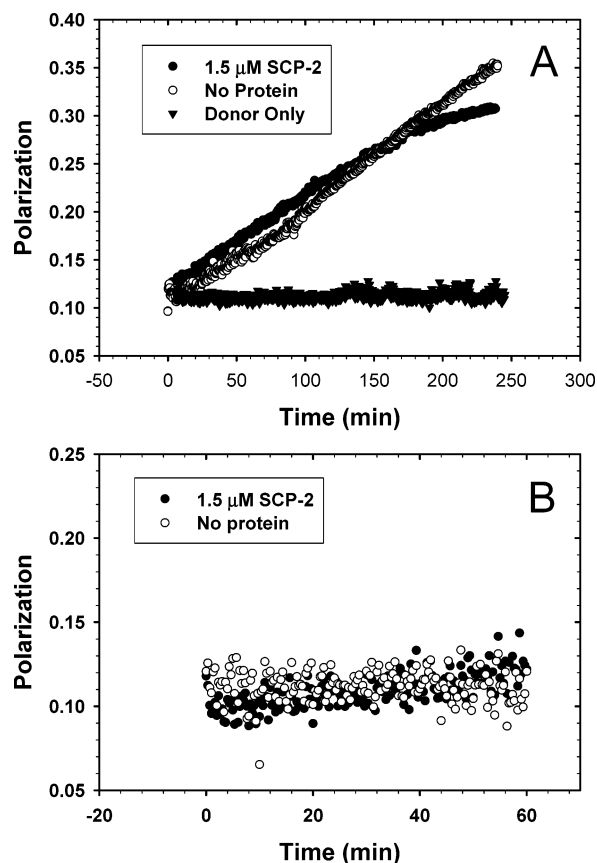 A
1.5 μM SCP-2
No Protein
Donor Only
Polarization
0.40
0.35
0.30
0.25
0.20
0.15
0.10
0.05
-50 0 50 100 150 200 250 300
Time (min)
B
1.5 μM SCP-2
No protein
Polarization
0.25
0.20
0.15
0.10
0.05
-20 0 20 40 60
Time (min)